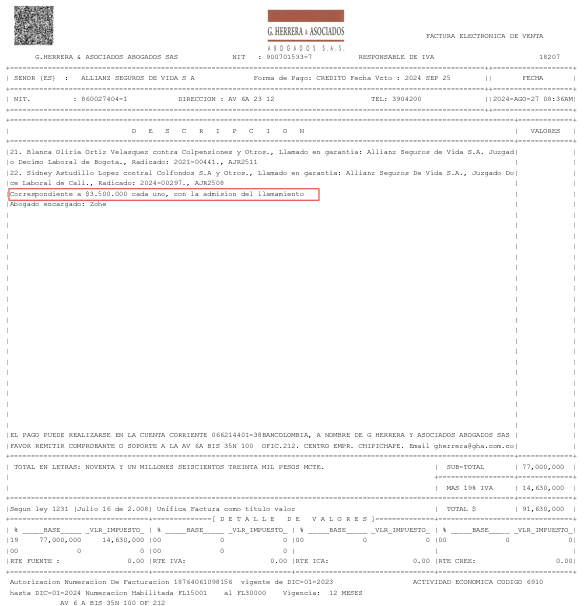 G. HERRERA & ASOCIADOS
ABOGADOS S.A.S.
FACTURA ELECTRONICA DE VENTA
G.HERRERA & ASOCIADOS ABOGADOS SAS NIT : 900701533-7 RESPONSABLE DE IVA 18207
SENOR (ES) : ALLIANZ SEGUROS DE VIDA S A Forma de Pago: CREDITO Fecha Vcto : 2024 SEP 25 || FECHA
NIT. : 860027404-1 DIRECCION : AV 6A 23 12 TEL: 3904200 ||2024-AGO-27 08:36AM
D E S C R I P C I O N | VALORES
21. Blanca Oliria Ortiz Velasquez contra Colpensiones y Otros., Llamado en garantia: Allianz Seguros de Vida S.A. Juzgad
o Decimo Laboral de Bogota., Radicado: 2021-00441., AJR2511
22. Sidney Astudillo Lopez contral Colfondos S.A y Otros., Llamado en garantia: Allianz Seguros De Vida S.A., Juzgado Do
ce Laboral de Cali., Radicado: 2024-00297., AJR2508
Correspondiente a $3.500.000 cada uno, con la admision del llamamiento
Abogado encargado: Zohe
EL PAGO PUEDE REALIZARSE EN LA CUENTA CORRIENTE 066214401-38BANCOLOMBIA, A NOMBRE DE G HERRERA Y ASOCIADOS ABOGADOS SAS
FAVOR REMITIR COMPROBANTE O SOPORTE A LA AV 6A BIS 35N 100 OFIC.212. CENTRO EMPR. CHIPICHAPE. Email gherrera@gha.com.co
TOTAL EN LETRAS: NOVENTA Y UN MILLONES SEISCIENTOS TREINTA MIL PESOS MCTE. | SUB-TOTAL | 77,000,000
MAS 19% IVA | 14,630,000
Segun ley 1231 |Julio 16 de 2.008| Unifica Factura como titulo valor | TOTAL $ | 91,630,000
[ D E T A L L E D E V A L O R E S ]
% _____BASE_____ _VLR_IMPUESTO_| % _____BASE_____ _VLR_IMPUESTO_| % _____BASE_____ _VLR_IMPUESTO_| % _____BASE_____ _VLR_IMPUESTO_
19 77,000,000 14,630,000 |00 0 0 |00 0 0 |00 0 0
00 0 0 |00 0 0
RTE FUENTE : 0.00| RTE IVA: 0.00| RTE ICA: 0.00| RTE CREE: 0.00
Autorizacion Numeracion De Facturacion 18764061098156 vigente de DIC-01-2023 ACTIVIDAD ECONOMICA CODIGO 6910
hasta DIC-01-2024 Numeracion Habilitada FL15001 al FL30000 Vigencia: 12 MESES
AV 6 A BIS 35N 100 OF 212